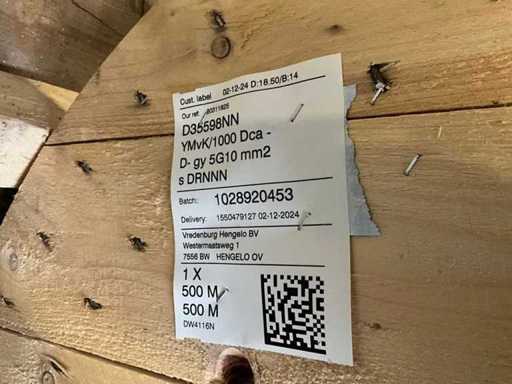 Cust. label 02-12-24 D:18.50/B:14
Our ref. 20311825
D35598NN
YMvK/1000 Dca -
D- gy 5G10 mm2
s DRNNN
Batch: 1028920453
Delivery: 1550479127 02-12-2024
Vredenburg Hengelo BV
Westermaatsweg 1
7556 BW HENGELO OV
1 X
500 M
500 M
DW4116N